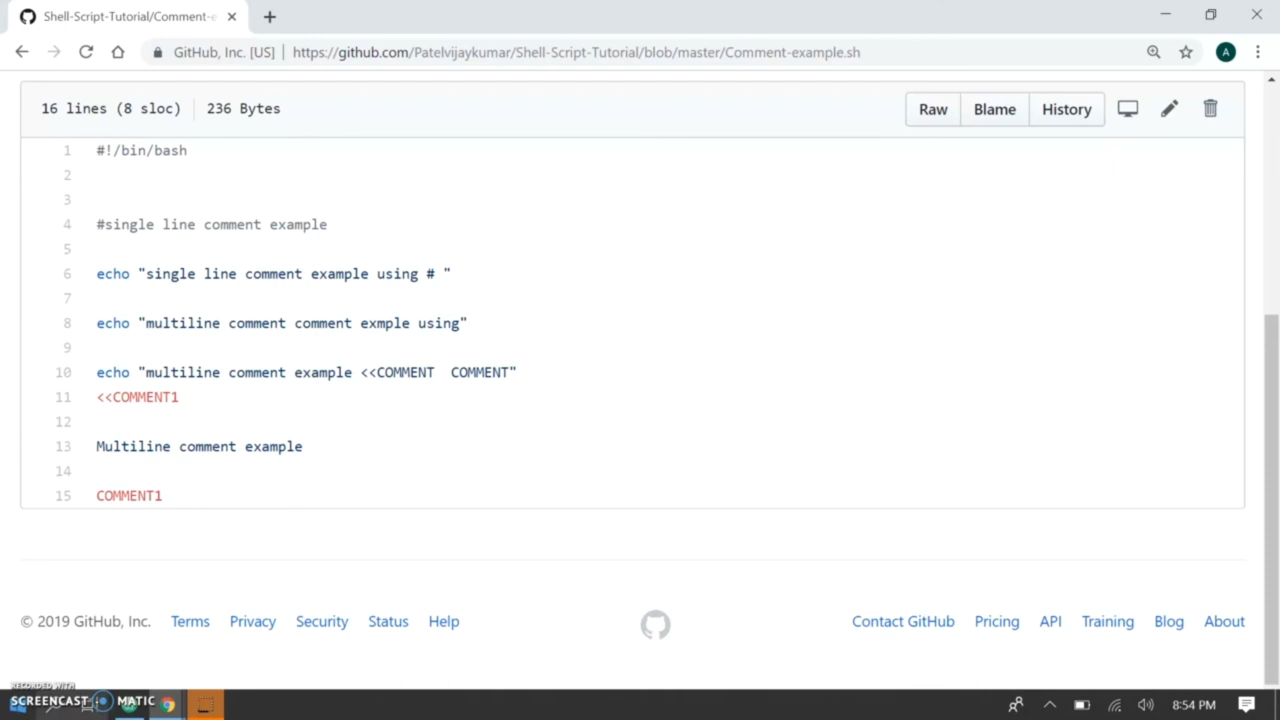 Shell-Script-Tutorial/Comment-e
GitHub, Inc. [US] | https://github.com/Patelvijaykumar/Shell-Script-Tutorial/blob/master/Comment-example.sh
A
16 lines (8 sloc) 236 Bytes
Raw Blame History
1 #!/bin/bash
2
3
4 #single line comment example
5
6 echo "single line comment example using # "
7
8 echo "multiline comment comment exmple using"
9
10 echo "multiline comment example <<COMMENT  COMMENT"
11 <<COMMENT1
12
13 Multiline comment example
14
15 COMMENT1
© 2019 GitHub, Inc. Terms Privacy Security Status Help
Contact GitHub Pricing API Training Blog About
RECORDED WITH
SCREENCAST MATIC
8:54 PM